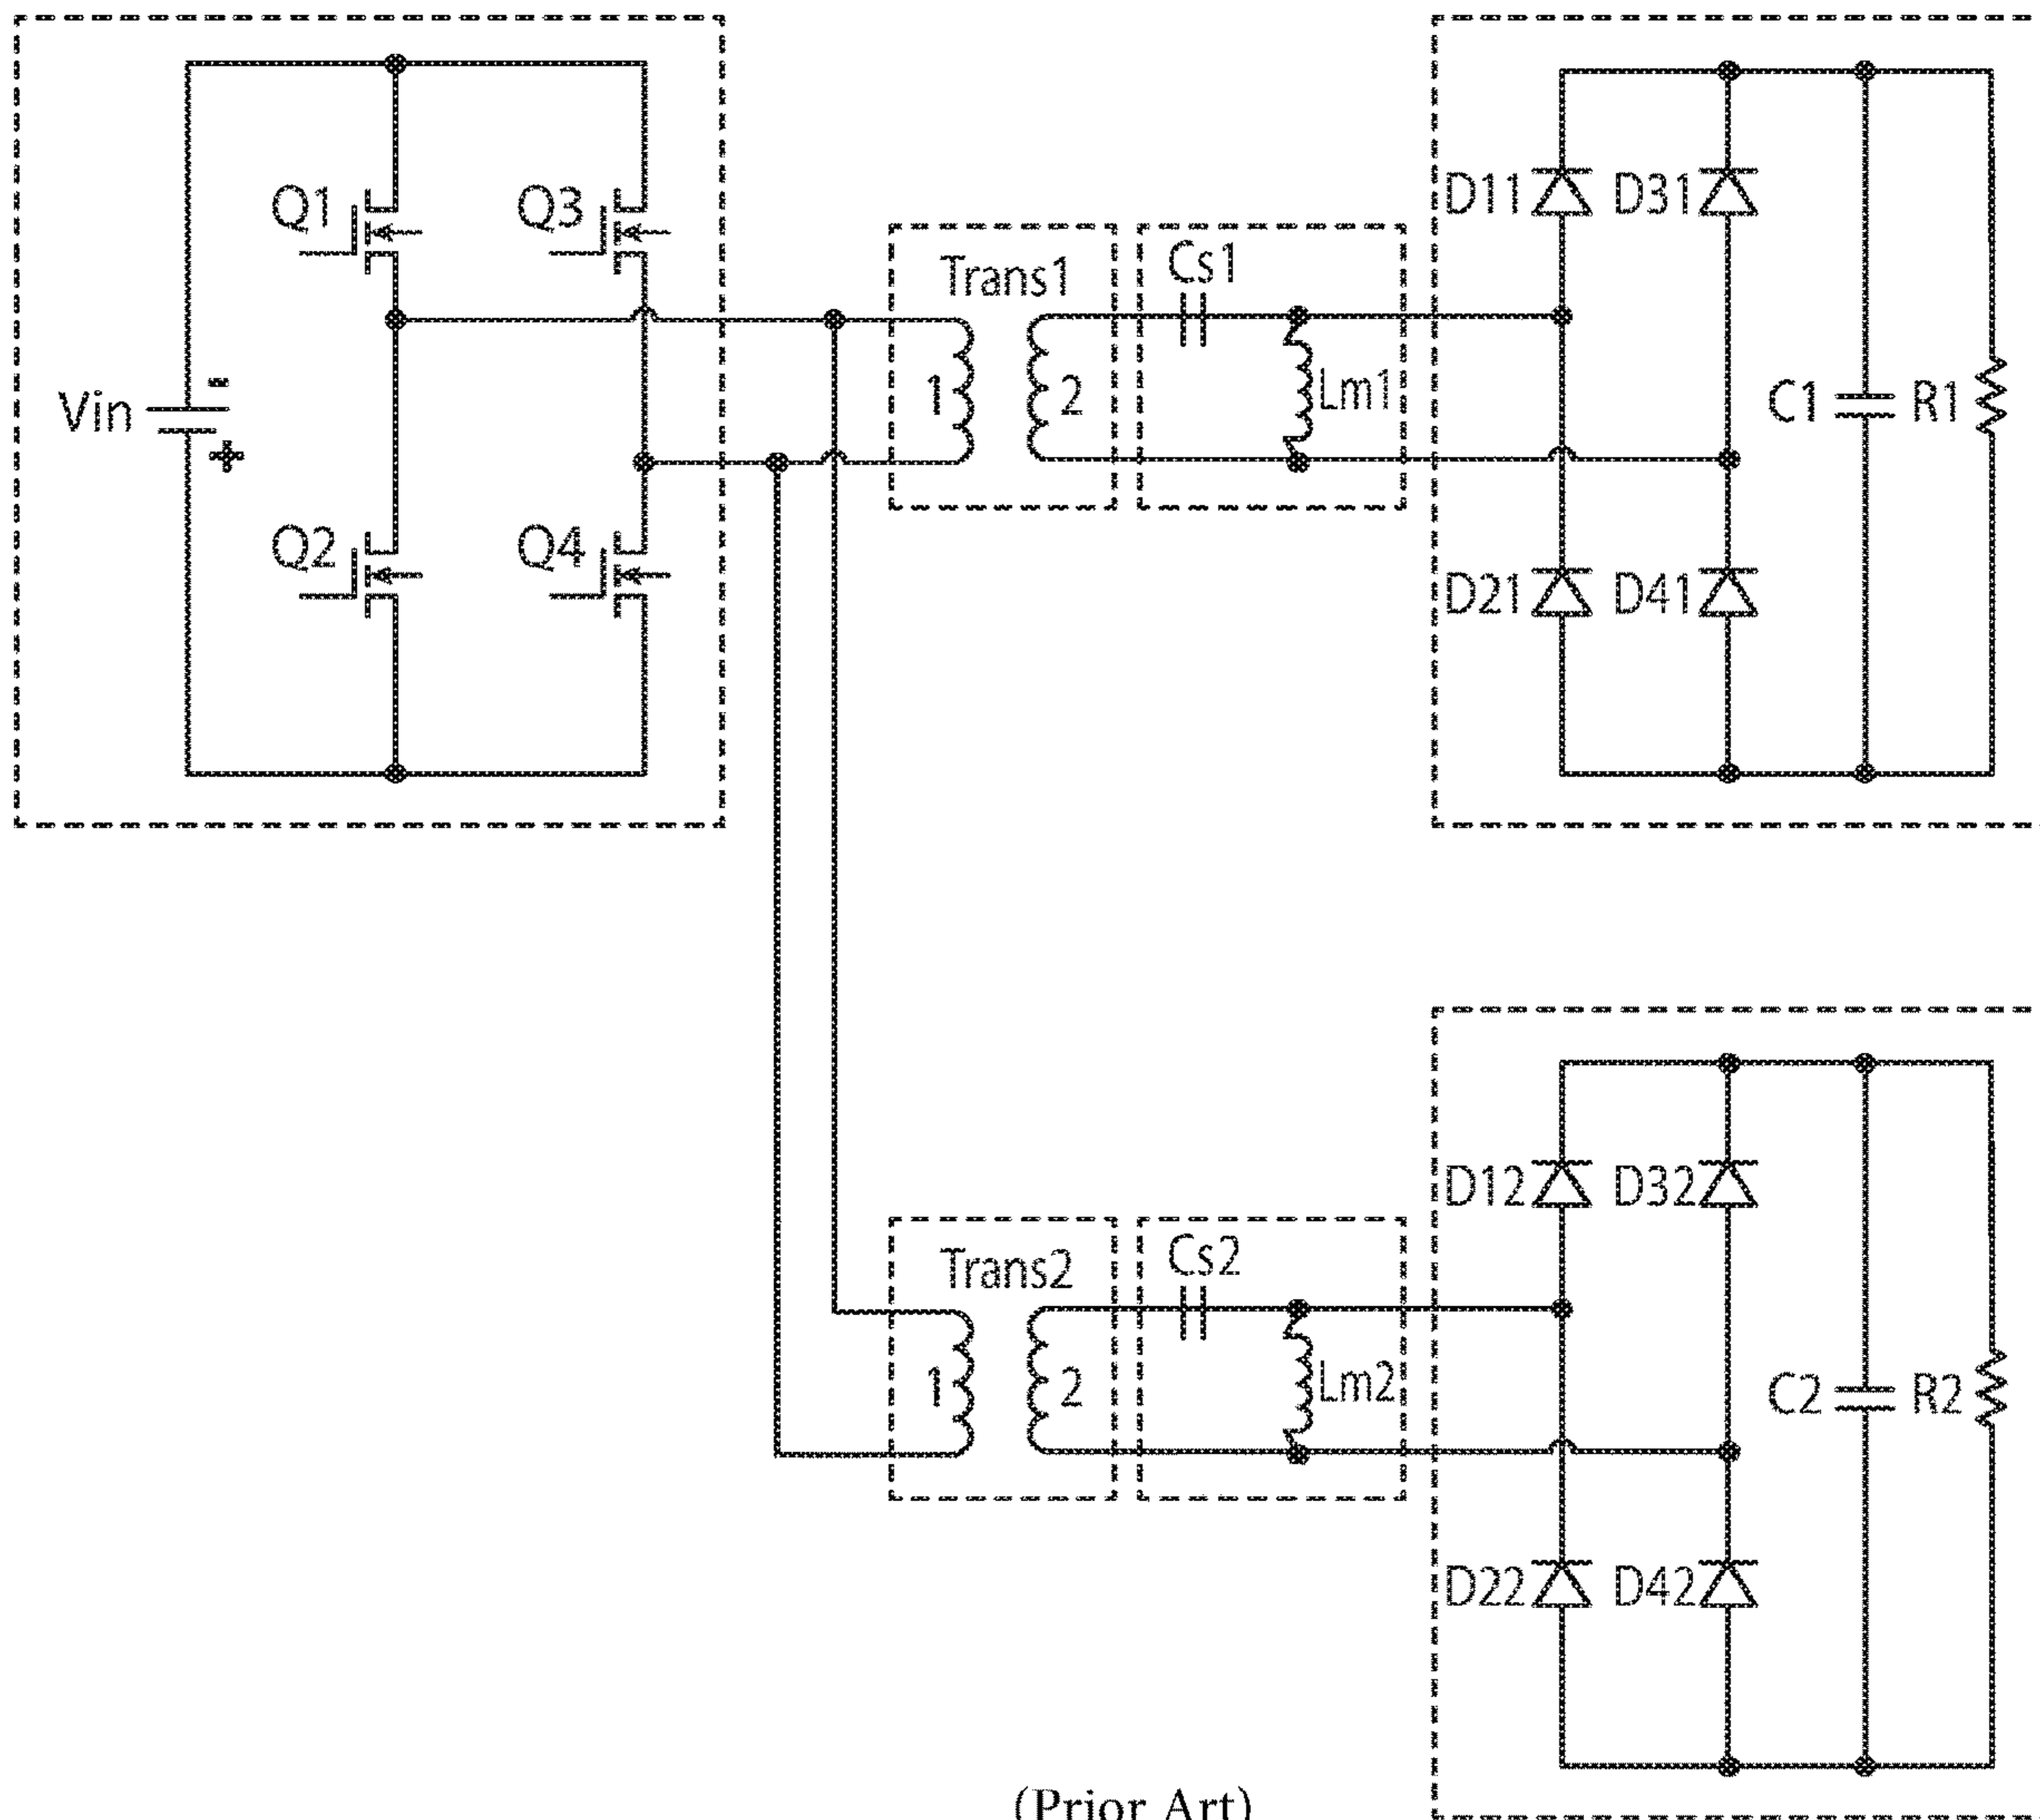 Q1
Q3
Vin
-
+
Q2
Q4
Trans1
1
2
Cs1
Lm1
D11
D31
D21
D41
C1
R1
Trans2
1
2
Cs2
Lm2
D12
D32
D22
D42
C2
R2
(Prior Art)